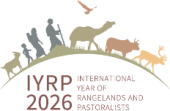 IYRP
2026
INTERNATIONAL
YEAR OF
RANGELANDS AND
PASTORALISTS